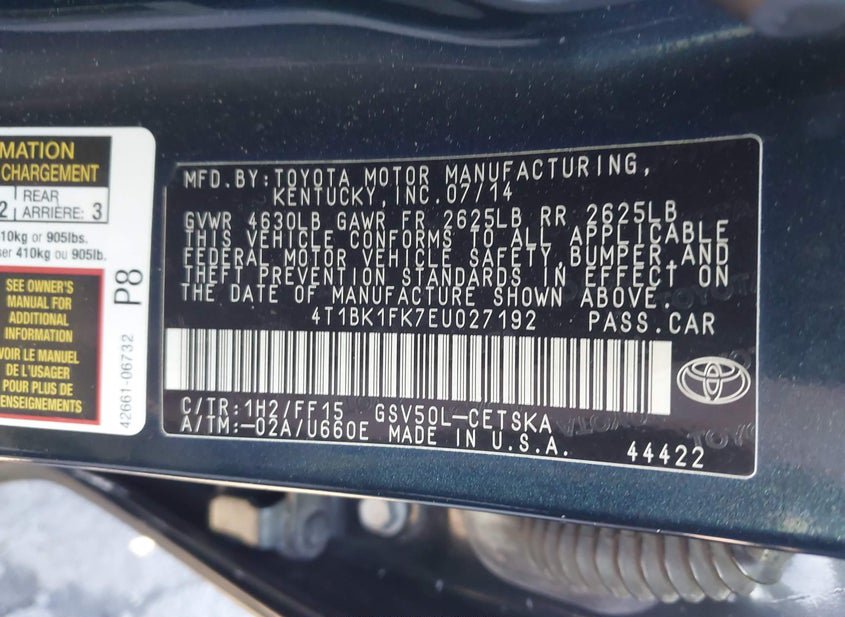 MATION
CHARGEMENT
2 REAR
ARRIÈRE: 3
10kg or 905lbs.
ser 410kg ou 905lb.
SEE OWNER'S
MANUAL FOR
ADDITIONAL
INFORMATION
VOIR LE MANUEL
DE L'USAGER
POUR PLUS DE
RENSEIGNEMENTS
P8
42661-06732
MFD.BY:TOYOTA MOTOR MANUFACTURING,
KENTUCKY,INC.07/14
GVWR 4630LB GAWR FR 2625LB RR 2625LB
THIS VEHICLE CONFORMS TO ALL APPLICABLE
FEDERAL MOTOR VEHICLE SAFETY,BUMPER,AND
THEFT PREVENTION STANDARDS IN EFFECT ON
THE DATE OF MANUFACTURE SHOWN ABOVE.
4T1BK1FK7EU027192 PASS.CAR
C/TR:1H2/FF15 GSV50L-CETSKA
A/TM:-02A/U660E MADE IN U.S.A.
44422